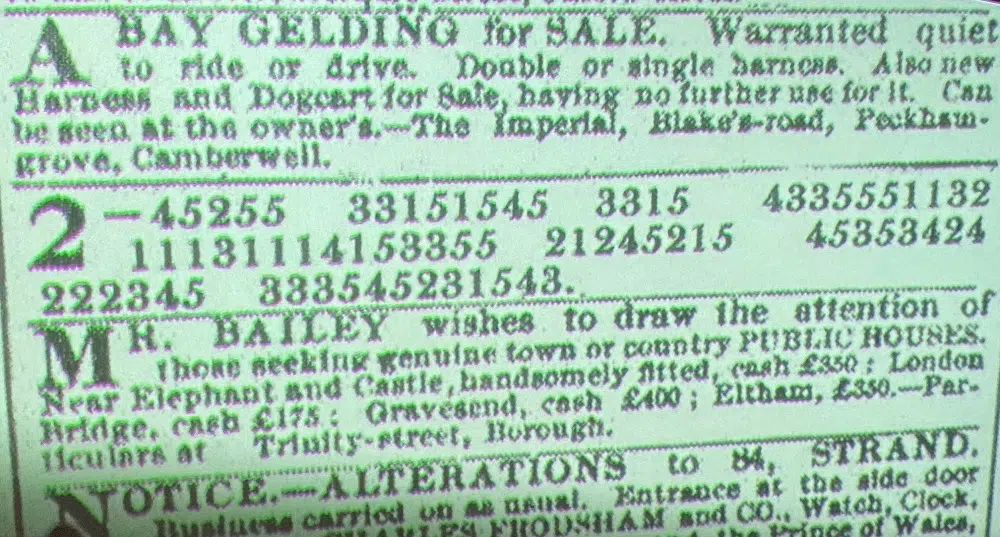 A BAY GELDING for SALE. Warranted quiet
to ride or drive. Double or single harness. Also new
Harness and Dogcart for Sale, having no further use for it. Can
be seen at the owner's.—The Imperial, Blake's-road, Peckham-
grove, Camberwell.
2—45255 33151545 3315 4335551132
11131114153355 21245215 45353424
222345 333545231543.
MR. BAILEY wishes to draw the attention of
those seeking genuine town or country PUBLIC HOUSES.
Near Elephant and Castle, handsomely fitted, cash £350; London
Bridge, cash £175; Gravesend, cash £400; Eltham, £350.—Par-
ticulars at Trinity-street, Borough.
NOTICE.—ALTERATIONS to 84, STRAND.
Business carried on as usual. Entrance at the side door
CHARLES FRODSHAM and CO., Watch, Clock,
the Prince of Wales,